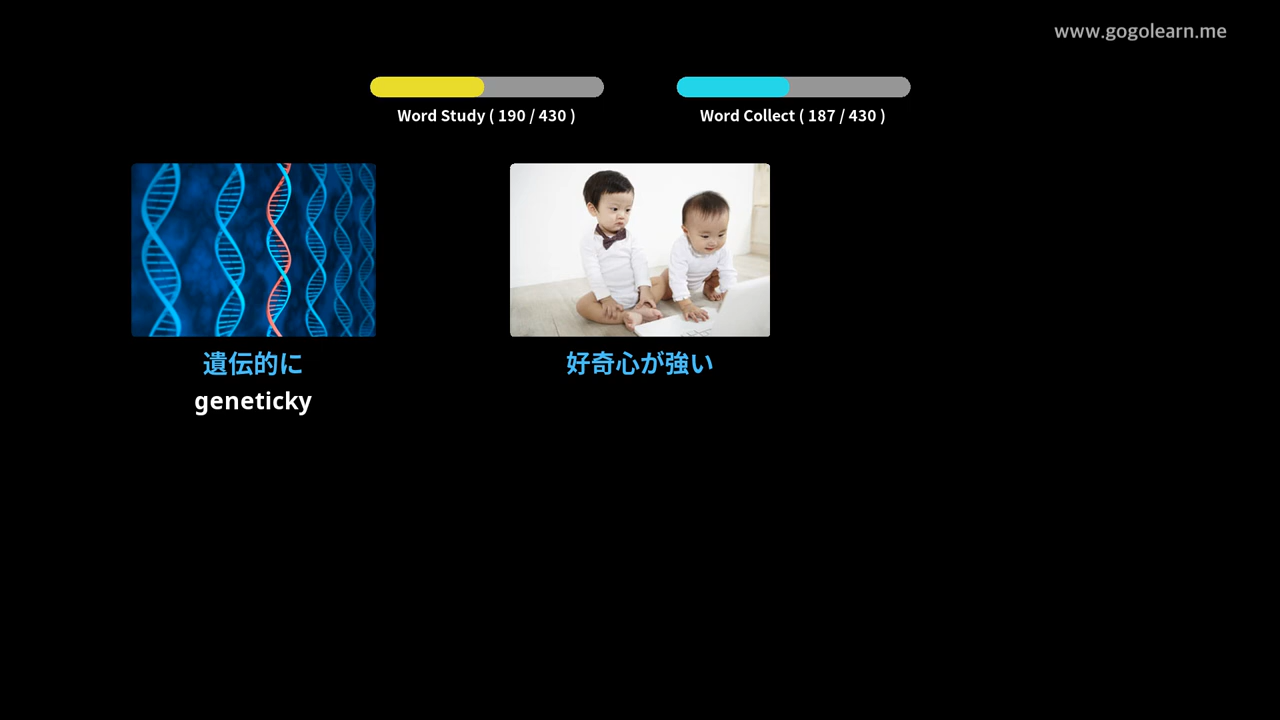 www.gogolearn.me
Word Study ( 190 / 430 )
Word Collect ( 187 / 430 )
遺伝的に
geneticky
好奇心が強い